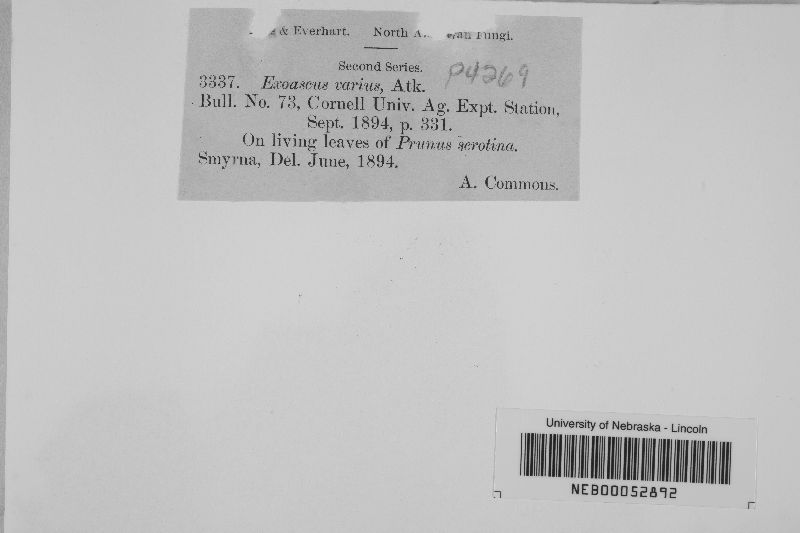 & Everhart. North Fungi.
Second Series.
P4269
3337. Exoascus varius, Atk.
Bull. No. 73, Cornell Univ. Ag. Expt. Station,
Sept. 1894, p. 331.
On living leaves of Prunus serotina.
Smyrna, Del. June, 1894.
A. Commons.
University of Nebraska - Lincoln
NEB00052892